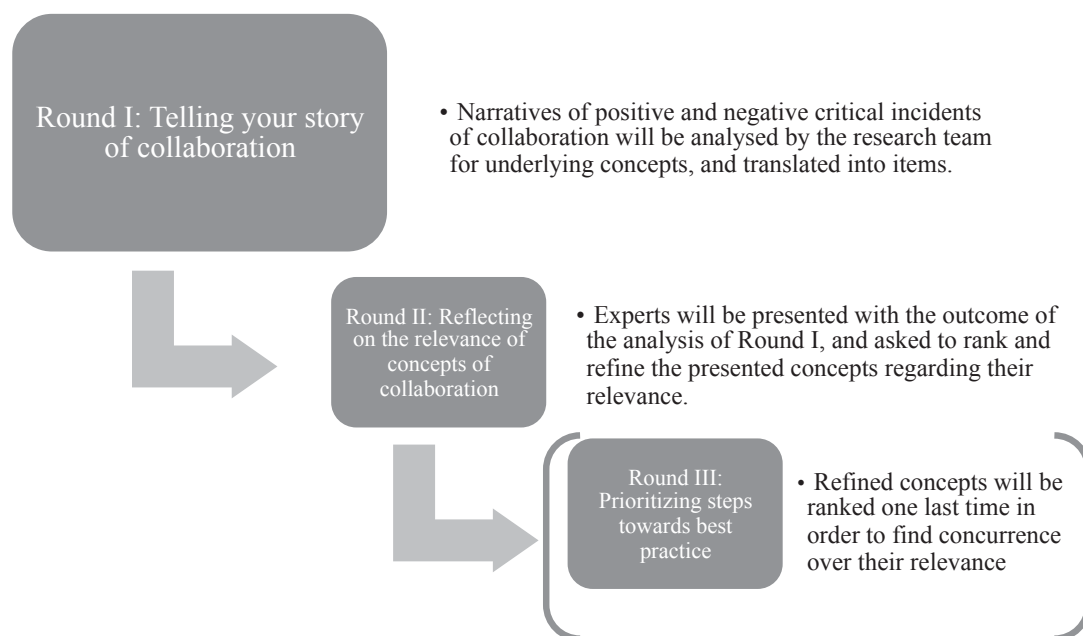 Round I: Telling your story
of collaboration
• Narratives of positive and negative critical incidents
of collaboration will be analysed by the research team
for underlying concepts, and translated into items.
Round II: Reflecting
on the relevance of
concepts of
collaboration
• Experts will be presented with the outcome of
the analysis of Round I, and asked to rank and
refine the presented concepts regarding their
relevance.
Round III:
Prioritizing steps
towards best
practice
• Refined concepts will be
ranked one last time in
order to find concurrence
over their relevance